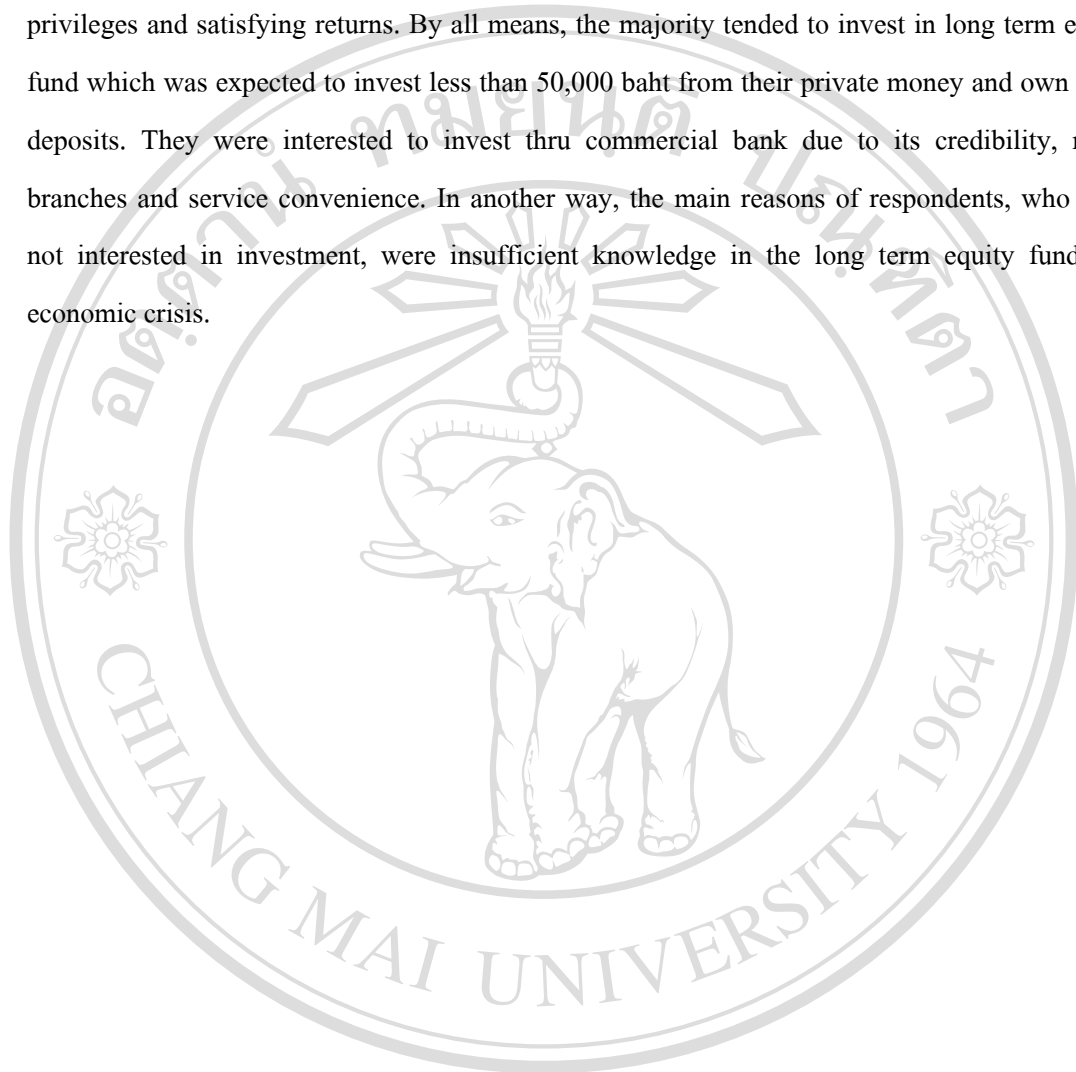 privileges and satisfying returns. By all means, the majority tended to invest in long term e
fund which was expected to invest less than 50,000 baht from their private money and own
deposits. They were interested to invest thru commercial bank due to its credibility,
branches and service convenience. In another way, the main reasons of respondents, who
not interested in investment, were insufficient knowledge in the long term equity fund
economic crisis.
CHIANG MAI UNIVERSITY 1964